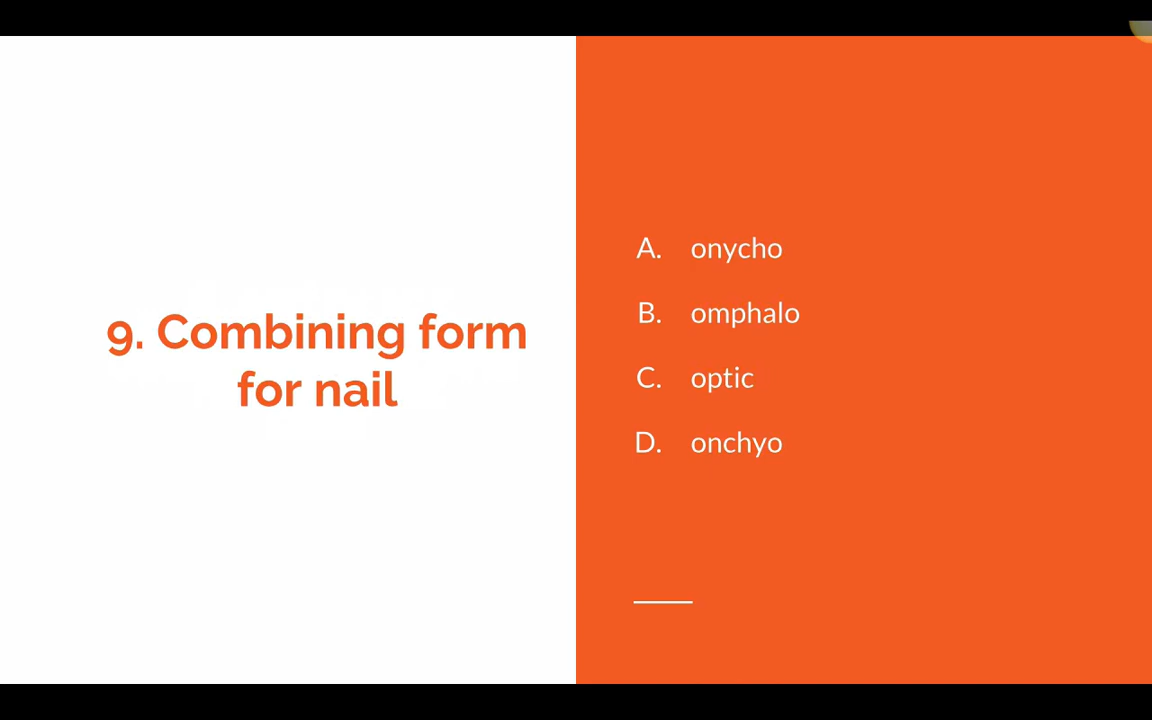 9. Combining form
for nail
A. onycho
B. omphalo
C. optic
D. onchyo